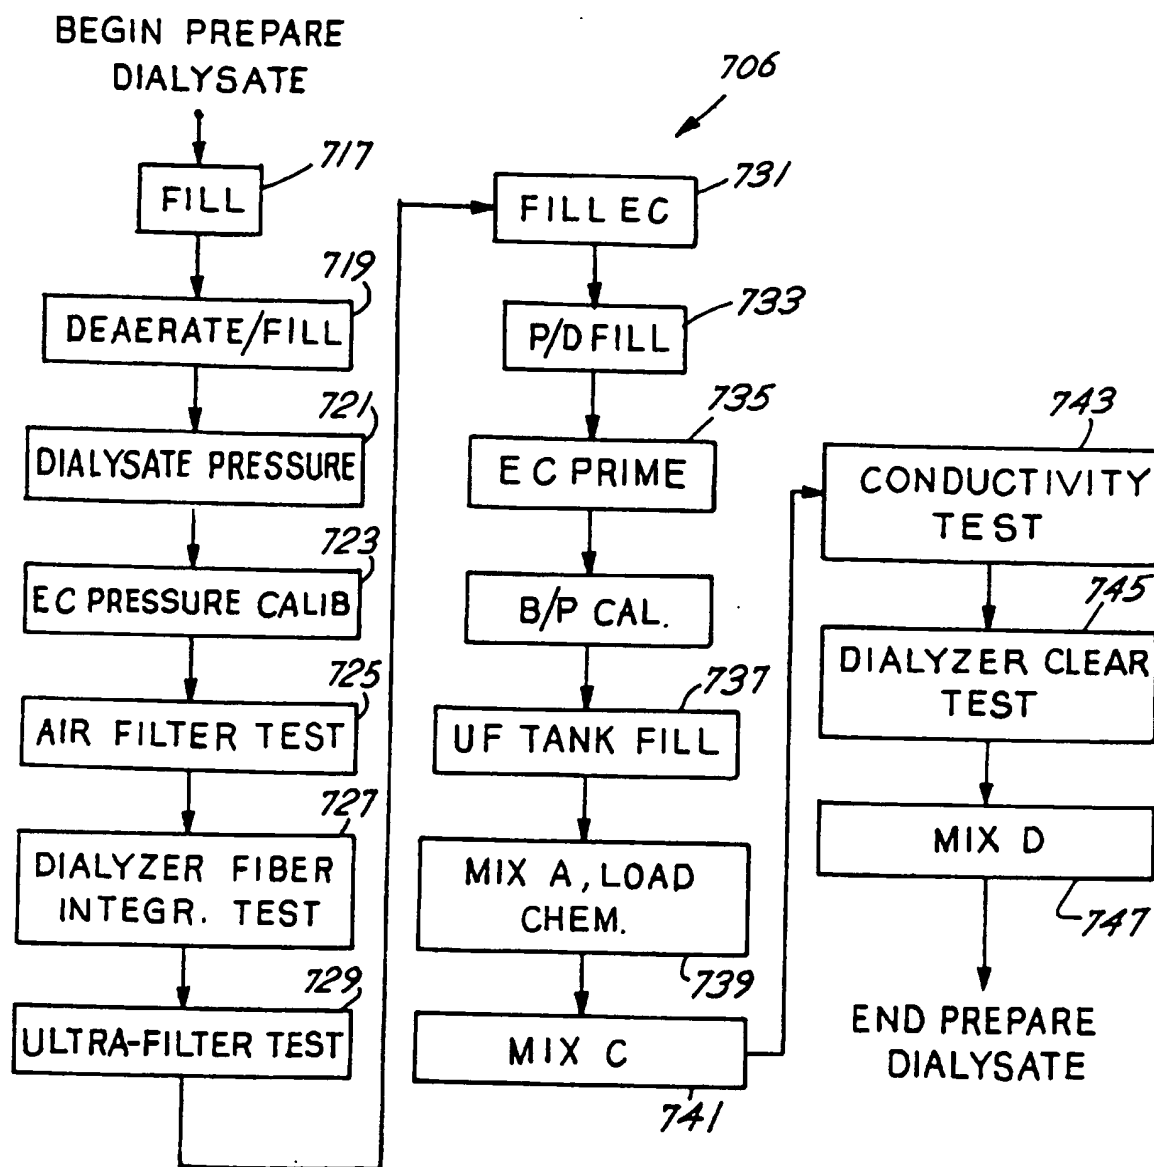 BEGIN PREPARE
DIALYSATE
717
FILL
719
DEAERATE/FILL
721
DIALYSATE PRESSURE
723
EC PRESSURE CALIB
725
AIR FILTER TEST
727
DIALYZER FIBER
INTEGR. TEST
729
ULTRA-FILTER TEST
706
731
FILL EC
733
P/D FILL
735
EC PRIME
B/P CAL.
737
UF TANK FILL
MIX A, LOAD
CHEM.
739
MIX C
741
743
CONDUCTIVITY
TEST
745
DIALYZER CLEAR
TEST
MIX D
747
END PREPARE
DIALYSATE